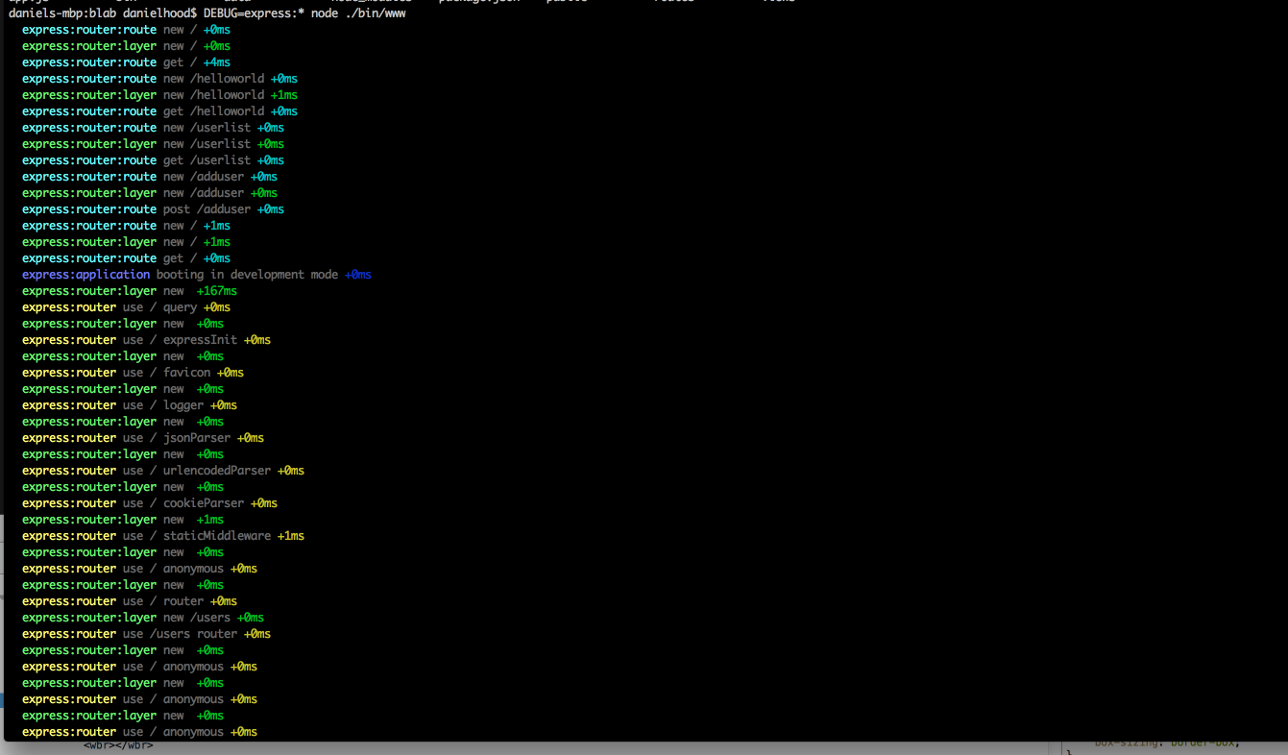 daniels-mbp:blab danielhood$ DEBUG=express:* node ./bin/www
express:router:route new / +0ms
express:router:layer new / +0ms
express:router:route get / +4ms
express:router:route new /helloworld +0ms
express:router:layer new /helloworld +1ms
express:router:route get /helloworld +0ms
express:router:route new /userlist +0ms
express:router:layer new /userlist +0ms
express:router:route get /userlist +0ms
express:router:route new /adduser +0ms
express:router:layer new /adduser +0ms
express:router:route post /adduser +0ms
express:router:route new / +1ms
express:router:layer new / +1ms
express:router:route get / +0ms
express:application booting in development mode +0ms
express:router:layer new  +167ms
express:router use / query +0ms
express:router:layer new  +0ms
express:router use / expressInit +0ms
express:router:layer new  +0ms
express:router use / favicon +0ms
express:router:layer new  +0ms
express:router use / logger +0ms
express:router:layer new  +0ms
express:router use / jsonParser +0ms
express:router:layer new  +0ms
express:router use / urlencodedParser +0ms
express:router:layer new  +0ms
express:router use / cookieParser +0ms
express:router:layer new  +1ms
express:router use / staticMiddleware +1ms
express:router:layer new  +0ms
express:router use / anonymous +0ms
express:router:layer new  +0ms
express:router use / router +0ms
express:router:layer new /users +0ms
express:router use /users router +0ms
express:router:layer new  +0ms
express:router use / anonymous +0ms
express:router:layer new  +0ms
express:router use / anonymous +0ms
express:router:layer new  +0ms
express:router use / anonymous +0ms
<wbr></wbr>